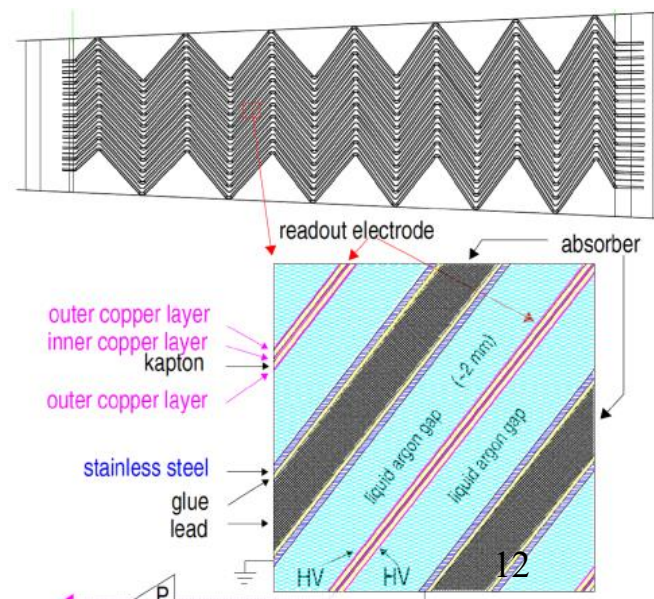 readout electrode
absorber
outer copper layer
inner copper layer
kapton
outer copper layer
(~2 mm)
liquid argon gap
liquid argon gap
stainless steel
glue
lead
HV
HV
12
P